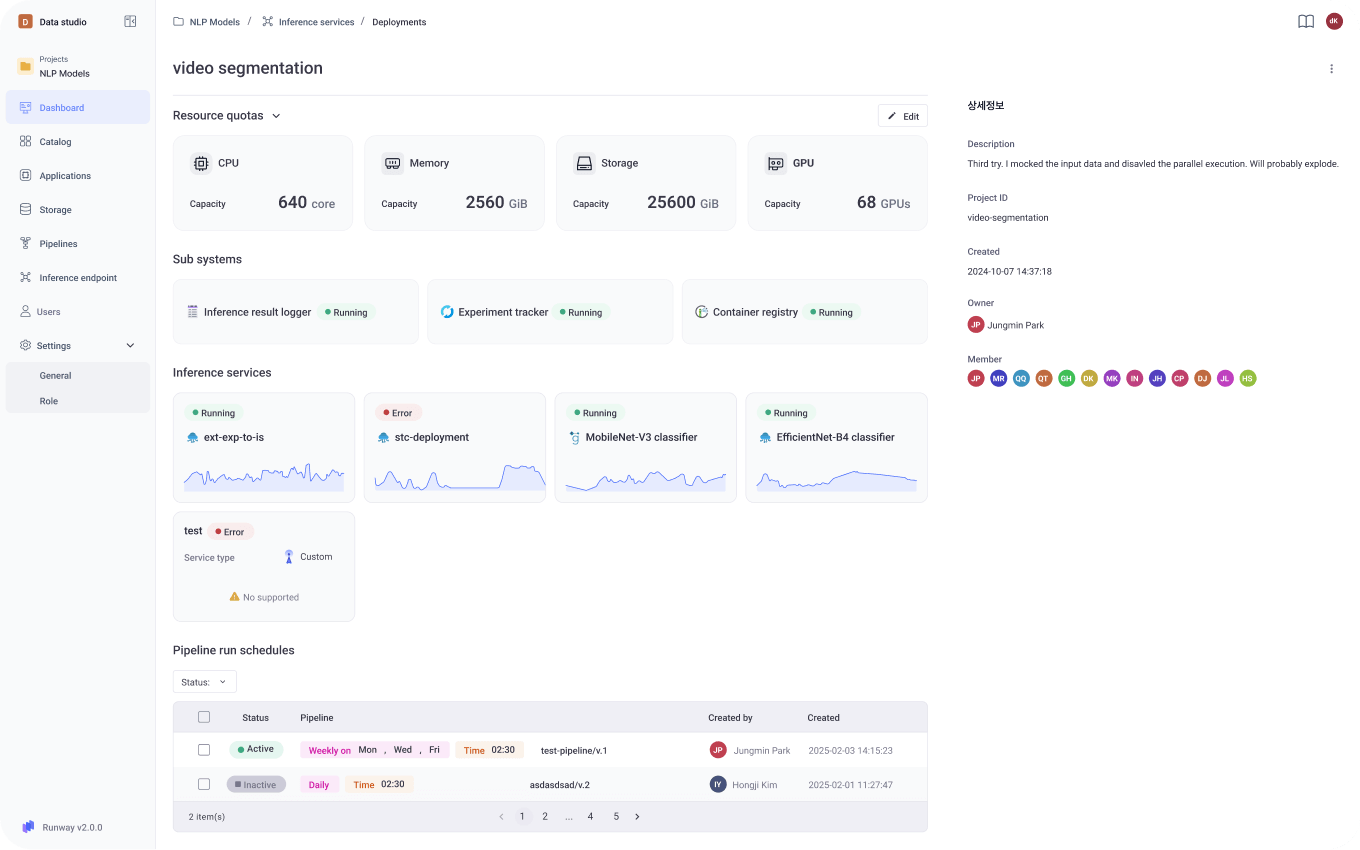 D Data studio
Projects
NLP Models
Dashboard
Catalog
Applications
Storage
Pipelines
Inference endpoint
Users
Settings
General
Role
Runway v2.0.0
NLP Models / Inference services / Deployments
dK
video segmentation
Resource quotas
Edit
CPU
Capacity 640 core
Memory
Capacity 2560 GiB
Storage
Capacity 25600 GiB
GPU
Capacity 68 GPUs
Sub systems
Inference result logger Running
Experiment tracker Running
Container registry Running
Inference services
Running
ext-exp-to-is
Error
stc-deployment
Running
MobileNet-V3 classifier
Running
EfficientNet-B4 classifier
test Error
Service type Custom
No supported
Pipeline run schedules
Status:
Status Pipeline Created by Created
Active Weekly on Mon , Wed , Fri Time 02:30 test-pipeline/v.1 JP Jungmin Park 2025-02-03 14:15:23
Inactive Daily Time 02:30 asdasdsad/v.2 IY Hongji Kim 2025-02-01 11:27:47
2 item(s) 1 2 ... 4 5
상세정보
Description
Third try. I mocked the input data and disavled the parallel execution. Will probably explode.
Project ID
video-segmentation
Created
2024-10-07 14:37:18
Owner
JP Jungmin Park
Member
JP MR QQ QT GH DK MK IN JH CP DJ JL HS